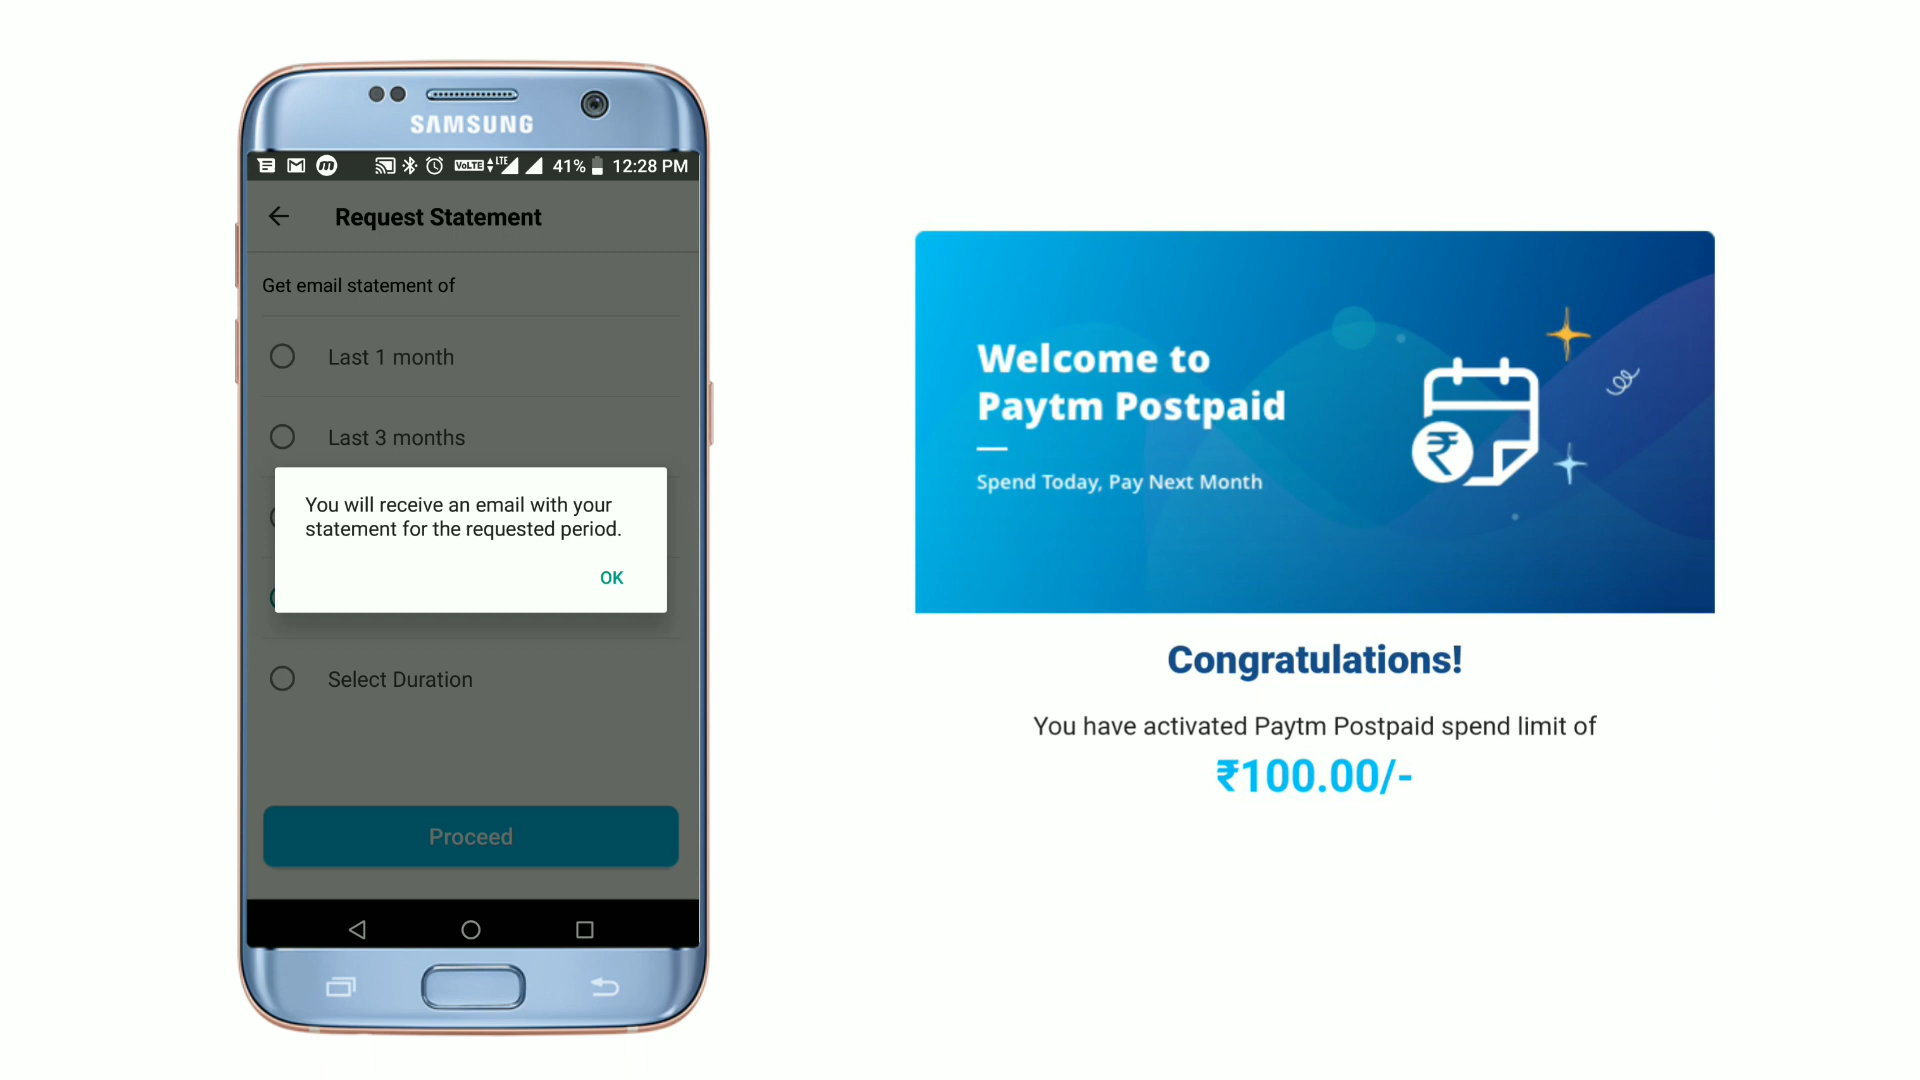 SAMSUNG
VoLTE LTE 41% 12:28 PM
Request Statement
Get email statement of
Last 1 month
Last 3 months
You will receive an email with your
statement for the requested period.
OK
Select Duration
Proceed
Welcome to
Paytm Postpaid
Spend Today, Pay Next Month
Congratulations!
You have activated Paytm Postpaid spend limit of
₹100.00/-